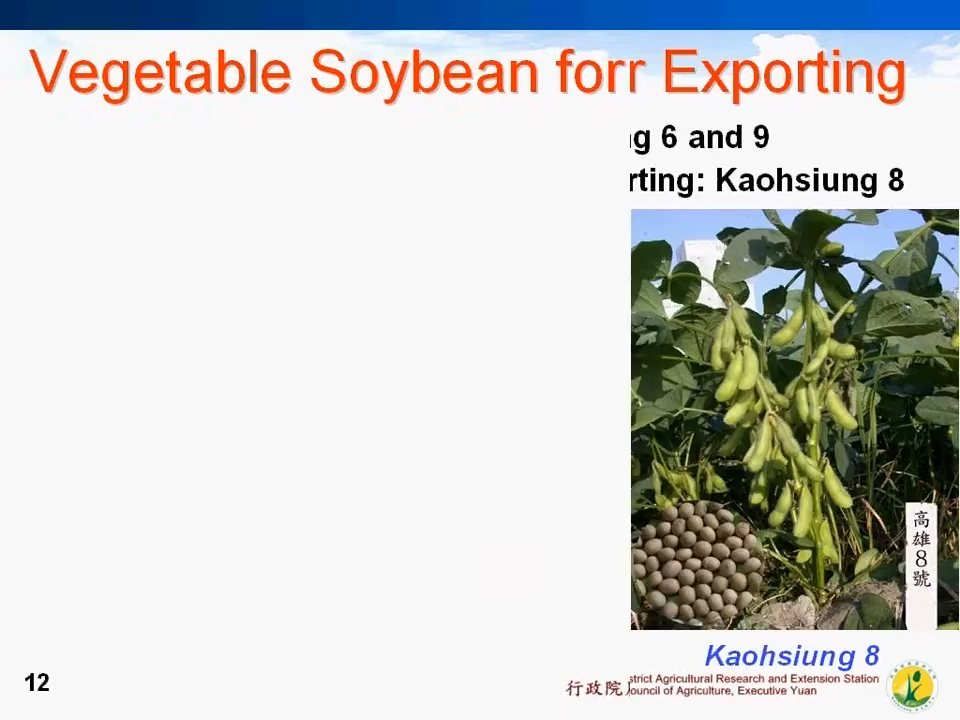 Vegetable Soybean forr Exporting
g 6 and 9
rting: Kaohsiung 8
高
雄
8
號
Kaohsiung 8
12
行政院
strict Agricultural Research and Extension Station
ouncil of Agriculture, Executive Yuan